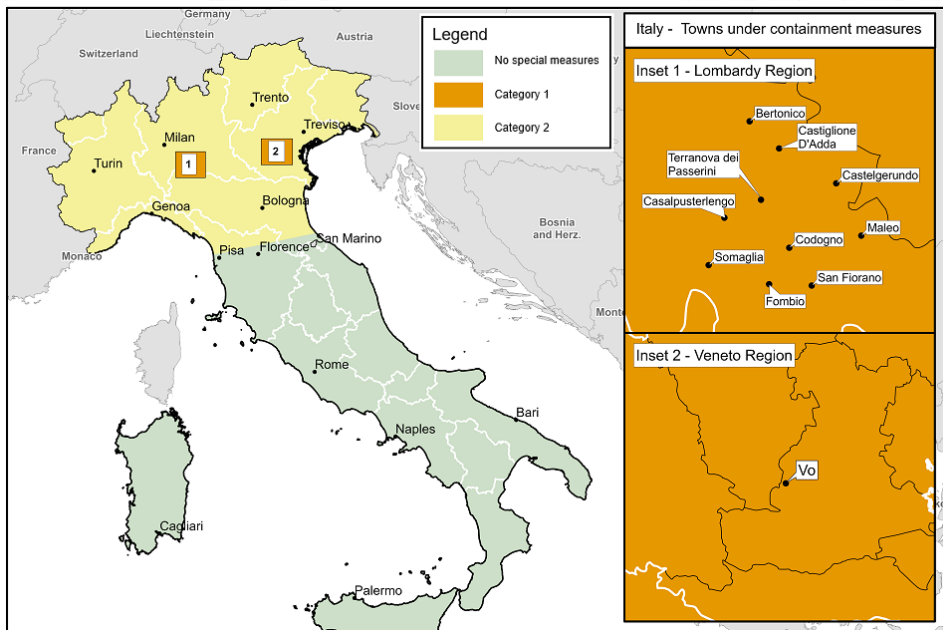 Germany
Liechtenstein
Austria
Switzerland
Slove
France
Monaco
Bosnia
and Herz.
Monte
Trento
Treviso
Milan
Turin
1
2
Genoa
Bologna
San Marino
Pisa
Florence
Rome
Naples
Bari
Cagliari
Palermo
Legend
No special measures
Category 1
Category 2
Italy - Towns under containment measures
Inset 1 - Lombardy Region
Bertonico
Castiglione
D'Adda
Terranova dei
Passerini
Castelgerundo
Casalpusterlengo
Maleo
Codogno
Somaglia
San Fiorano
Fombio
Inset 2 - Veneto Region
Vo